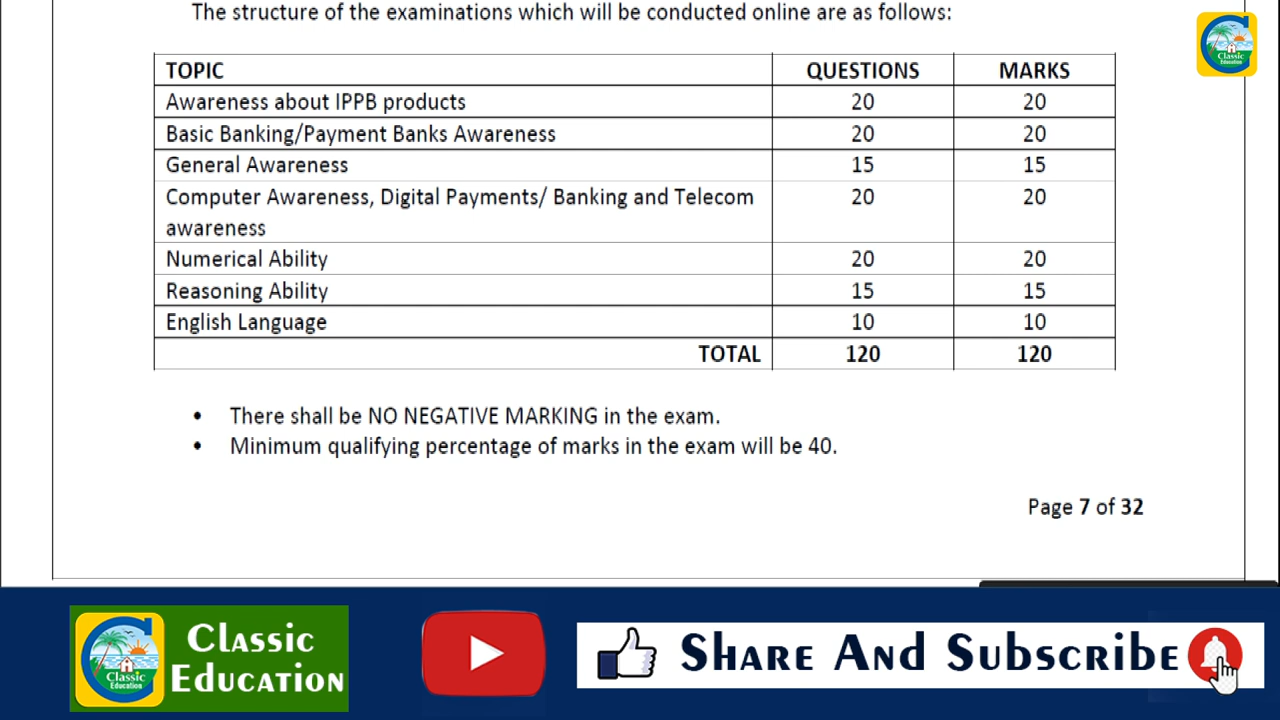 The structure of the examinations which will be conducted online are as follows:
Classic
Education
TOPIC QUESTIONS MARKS
Awareness about IPPB products 20 20
Basic Banking/Payment Banks Awareness 20 20
General Awareness 15 15
Computer Awareness, Digital Payments/ Banking and Telecom 20 20
awareness
Numerical Ability 20 20
Reasoning Ability 15 15
English Language 10 10
TOTAL 120 120
• There shall be NO NEGATIVE MARKING in the exam.
• Minimum qualifying percentage of marks in the exam will be 40.
Page 7 of 32
Classic
Education
Classic
Education
Share And Subscribe